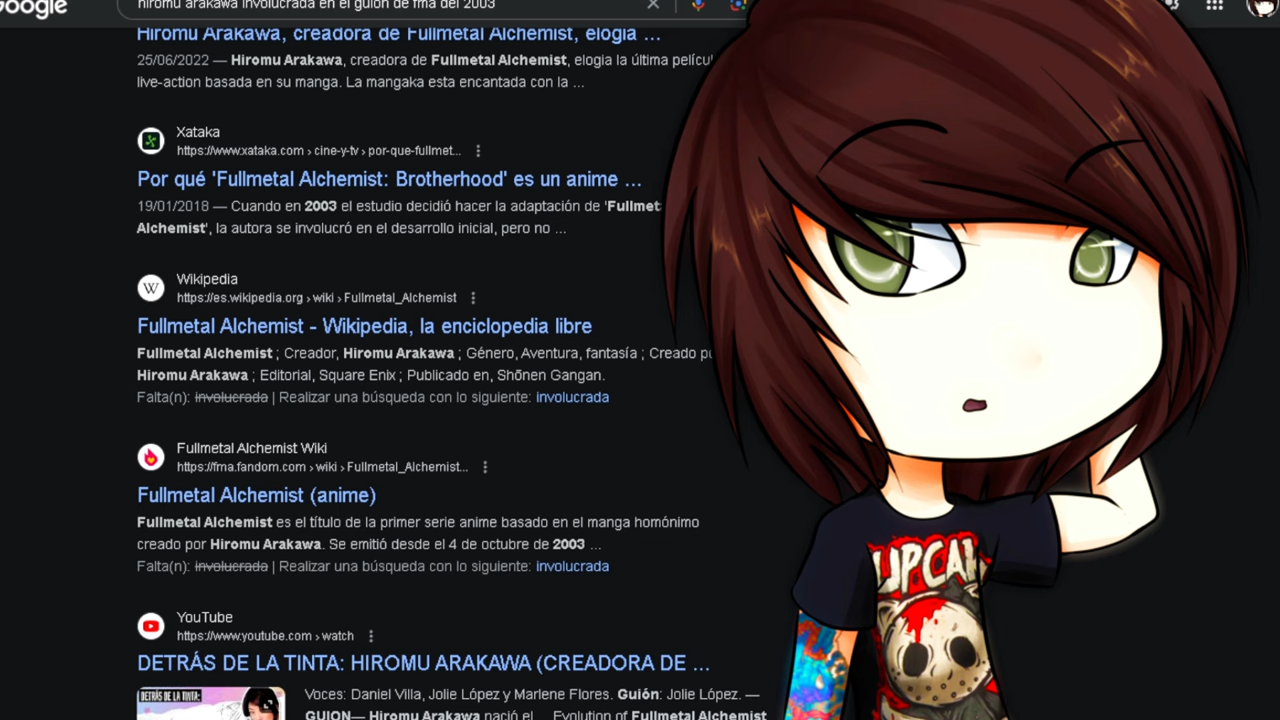 Google
hiromu arakawa involucrada en el guion de fma del 2003
Hiromu Arakawa, creadora de Fullmetal Alchemist, elogia ...
25/06/2022 — Hiromu Arakawa, creadora de Fullmetal Alchemist, elogia la última
live-action basada en su manga. La mangaka esta encantada con la ...
Xataka
https://www.xataka.com › cine-y-tv › por-que-fullmet...
Por qué 'Fullmetal Alchemist: Brotherhood' es un anime ...
19/01/2018 — Cuando en 2003 el estudio decidió hacer la adaptación de 'Fullmet
Alchemist', la autora se involucró en el desarrollo inicial, pero no ...
W
Wikipedia
https://es.wikipedia.org › wiki › Fullmetal_Alchemist
Fullmetal Alchemist - Wikipedia, la enciclopedia libre
Fullmetal Alchemist ; Creador, Hiromu Arakawa ; Género, Aventura, fantasía ; Creado
Hiromu Arakawa ; Editorial, Square Enix ; Publicado en, Shōnen Gangan.
Falta(n): involucrada | Realizar una búsqueda con lo siguiente: involucrada
Fullmetal Alchemist Wiki
https://fma.fandom.com › wiki › Fullmetal_Alchemist...
Fullmetal Alchemist (anime)
Fullmetal Alchemist es el título de la primer serie anime basado en el manga homónimo
creado por Hiromu Arakawa. Se emitió desde el 4 de octubre de 2003 ...
Falta(n): involucrada | Realizar una búsqueda con lo siguiente: involucrada
YouTube
https://www.youtube.com › watch
DETRÁS DE LA TINTA: HIROMU ARAKAWA (CREADORA DE ...
DETRÁS DE LA TINTA:
Voces: Daniel Villa, Jolie López y Marlene Flores. Guión: Jolie López. —
GUION— Hiromu Arakawa nació el ... Evolution of Fullmetal Alchemist
UPCA